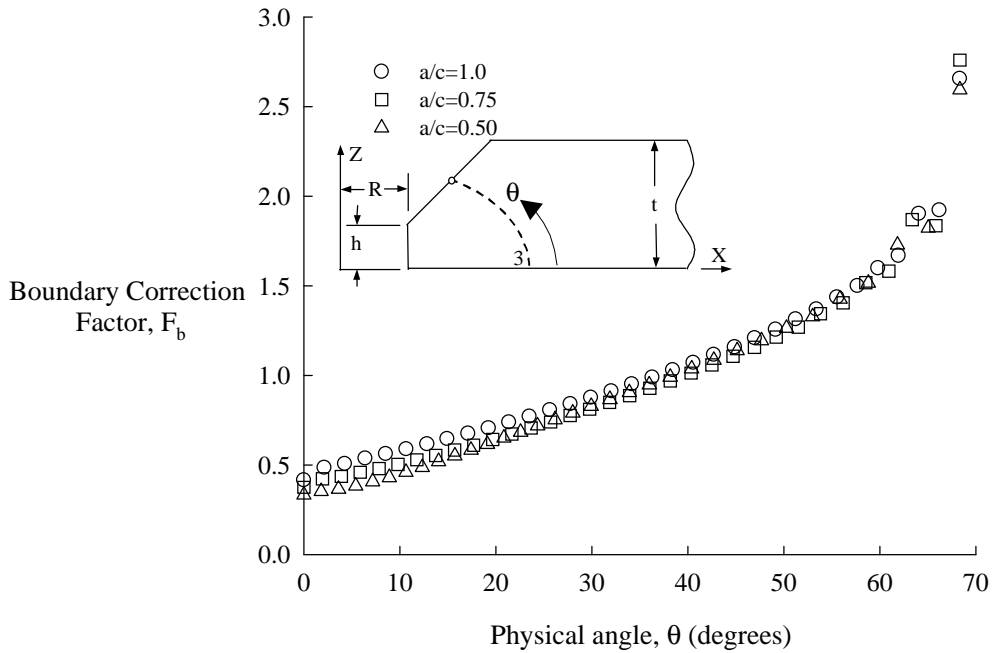 3.0
2.5
2.0
1.5
1.0
0.5
0.0
a/c=1.0
a/c=0.75
a/c=0.50
Z
R
h
θ
3
t
X
Boundary Correction
Factor, Fb
0 10 20 30 40 50 60 70
Physical angle, θ (degrees)